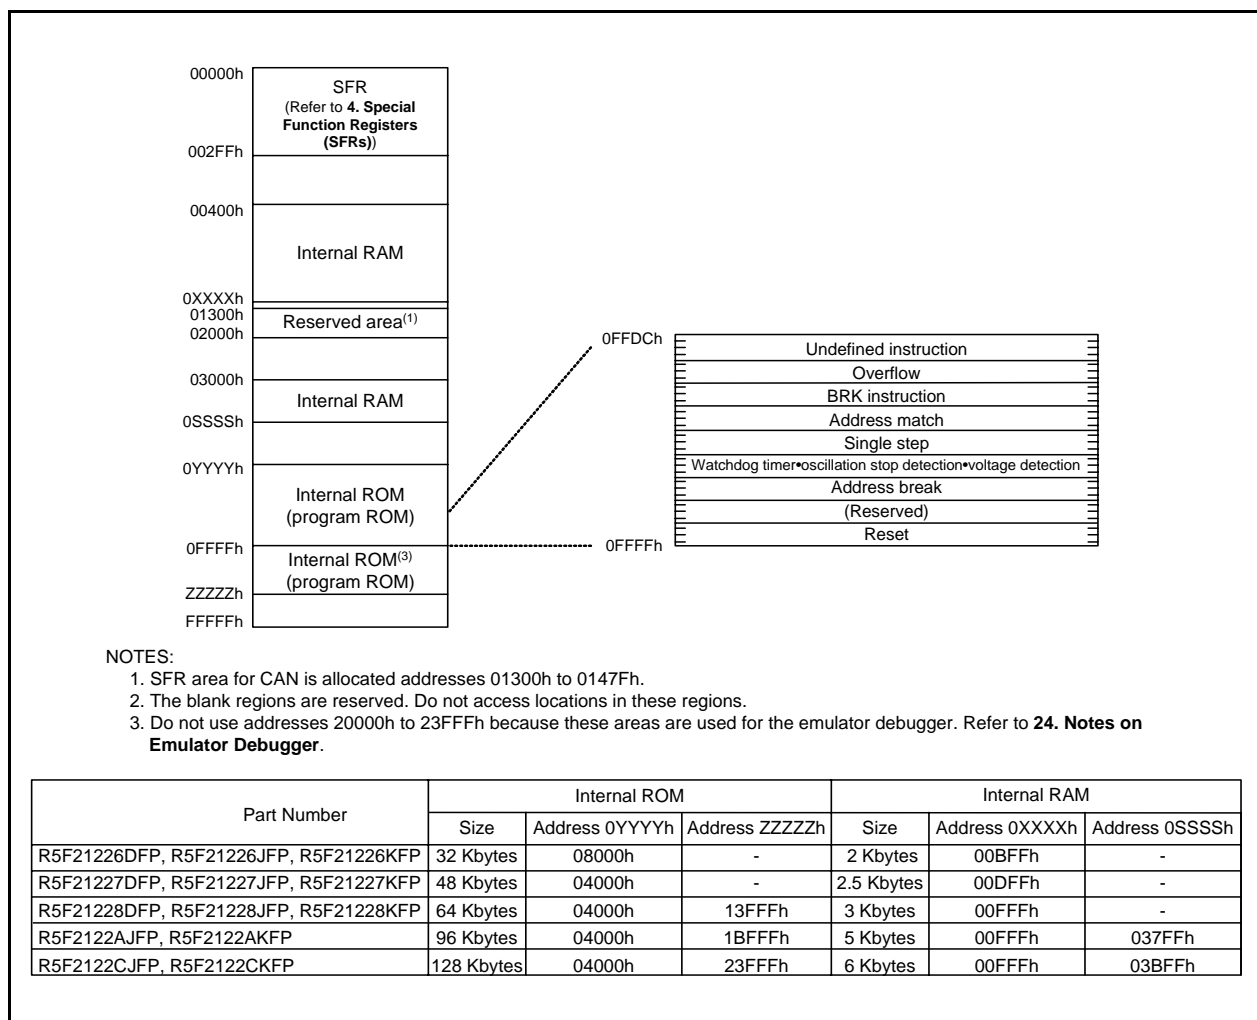 00000h
SFR
(Refer to 4. Special
Function Registers
(SFRs))
002FFh
00400h
Internal RAM
0XXXXh
01300h
Reserved area(1)
02000h
03000h
Internal RAM
0SSSSh
0YYYYh
Internal ROM
(program ROM)
0FFFFh
Internal ROM(3)
(program ROM)
ZZZZZh
FFFFFh
0FFDCh
Undefined instruction
Overflow
BRK instruction
Address match
Single step
Watchdog timer•oscillation stop detection•voltage detection
Address break
(Reserved)
Reset
0FFFFh
NOTES:
1. SFR area for CAN is allocated addresses 01300h to 0147Fh.
2. The blank regions are reserved. Do not access locations in these regions.
3. Do not use addresses 20000h to 23FFFh because these areas are used for the emulator debugger. Refer to 24. Notes on
Emulator Debugger.
Part Number Internal ROM Internal RAM
Size Address 0YYYYh Address ZZZZZh Size Address 0XXXXh Address 0SSSSh
R5F21226DFP, R5F21226JFP, R5F21226KFP 32 Kbytes 08000h - 2 Kbytes 00BFFh -
R5F21227DFP, R5F21227JFP, R5F21227KFP 48 Kbytes 04000h - 2.5 Kbytes 00DFFh -
R5F21228DFP, R5F21228JFP, R5F21228KFP 64 Kbytes 04000h 13FFFh 3 Kbytes 00FFFh -
R5F2122AJFP, R5F2122AKFP 96 Kbytes 04000h 1BFFFh 5 Kbytes 00FFFh 037FFh
R5F2122CJFP, R5F2122CKFP 128 Kbytes 04000h 23FFFh 6 Kbytes 00FFFh 03BFFh